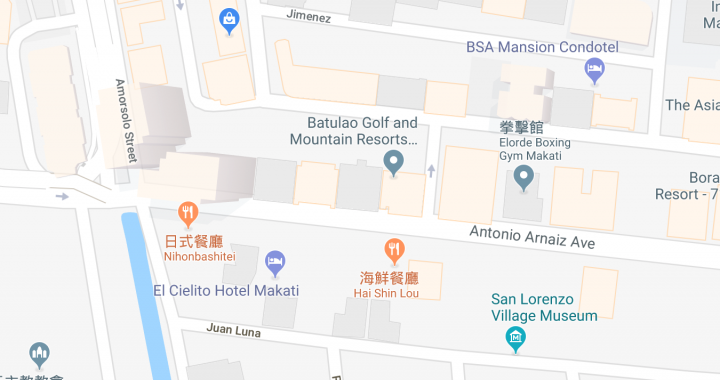 Jimenez
BSA Mansion Condotel
Amorsolo Street
The Asia
Batulao Golf and
Mountain Resorts...
拳擊館
Elorde Boxing
Gym Makati
Resort - 7
Antonio Arnaiz Ave
日式餐廳
Nihonbashitei
海鮮餐廳
Hai Shin Lou
El Cielito Hotel Makati
San Lorenzo
Village Museum
Juan Luna